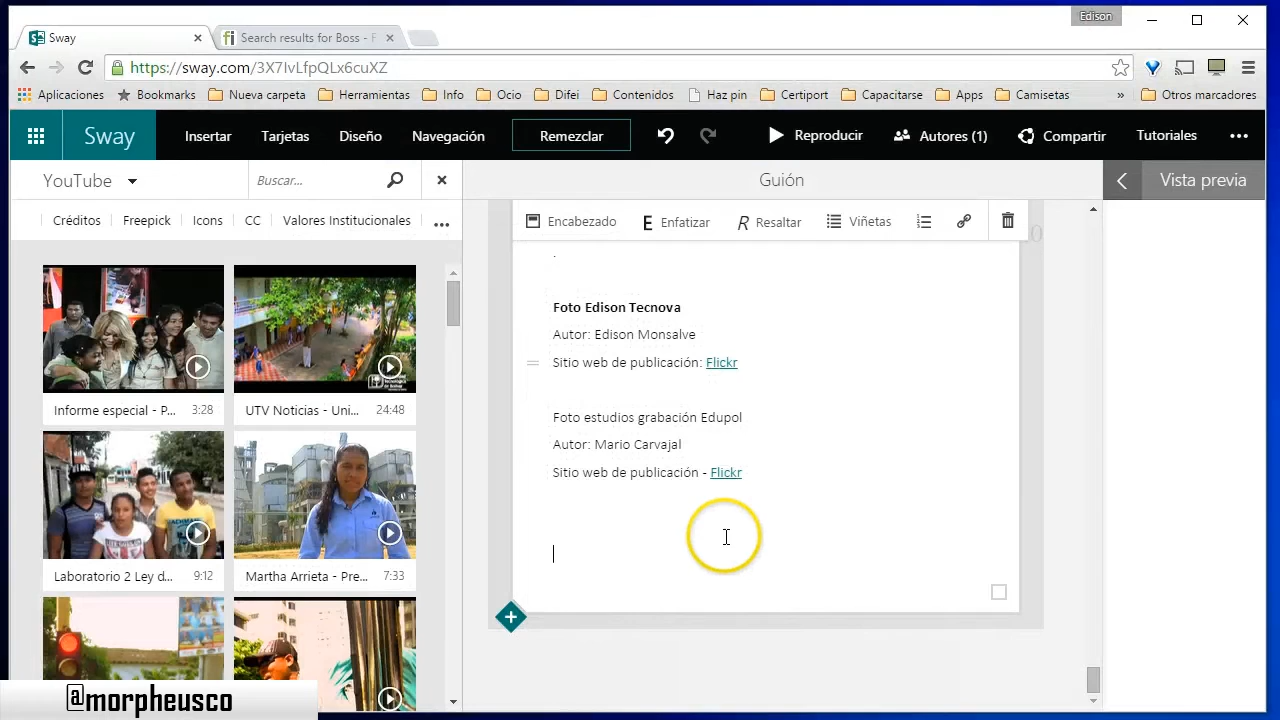 Edison
Sway
Search results for Boss - F
https://sway.com/3X7IvLfpQLx6cuXZ
Aplicaciones
Bookmarks
Nueva carpeta
Herramientas
Info
Ocio
Difei
Contenidos
Haz pin
Certiport
Capacitarse
Apps
Camisetas
»
Otros marcadores
Sway
Insertar
Tarjetas
Diseño
Navegación
Remezclar
Reproducir
Autores (1)
Compartir
Tutoriales
YouTube
Buscar...
Guión
Vista previa
Créditos
Freepick
Icons
CC
Valores Institucionales
Encabezado
E Enfatizar
R Resaltar
Viñetas
.
Foto Edison Tecnova
Autor: Edison Monsalve
Sitio web de publicación: Flickr
Foto estudios grabación Edupol
Autor: Mario Carvajal
Sitio web de publicación - Flickr
Informe especial - P... 3:28
UTV Noticias - Uni... 24:48
Laboratorio 2 Ley d... 9:12
Martha Arrieta - Pre... 7:33
@morpheusco